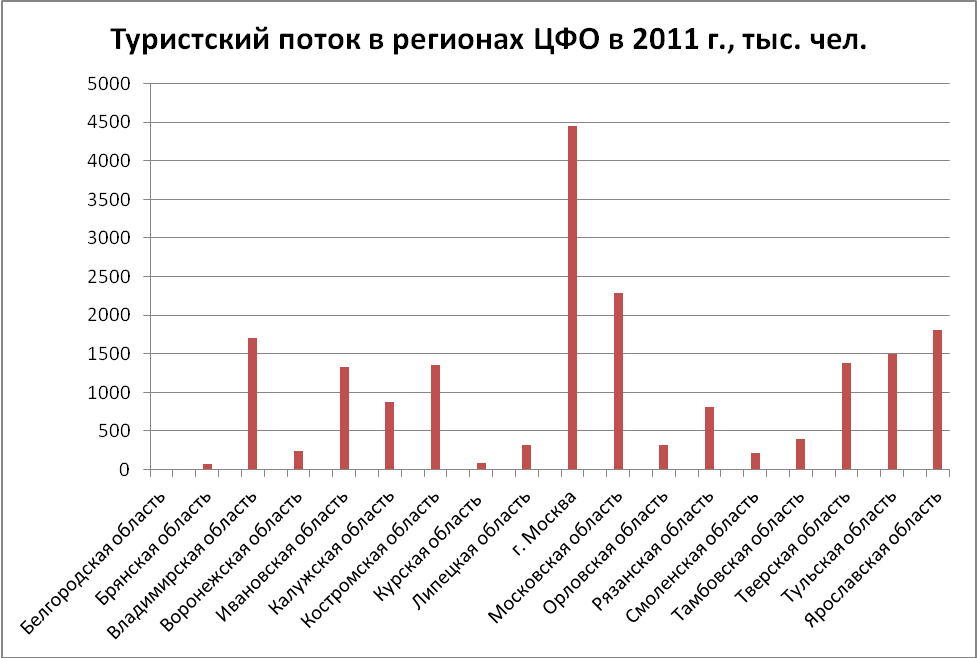 Туристский поток в регионах ЦФО в 2011 г., тыс. чел.
5000
4500
4000
3500
3000
2500
2000
1500
1000
500
0
Белгородская область
Брянская область
Владимирская область
Воронежская область
Ивановская область
Калужская область
Костромская область
Курская область
Липецкая область
г. Москва
Московская область
Орловская область
Рязанская область
Смоленская область
Тамбовская область
Тверская область
Тульская область
Ярославская область